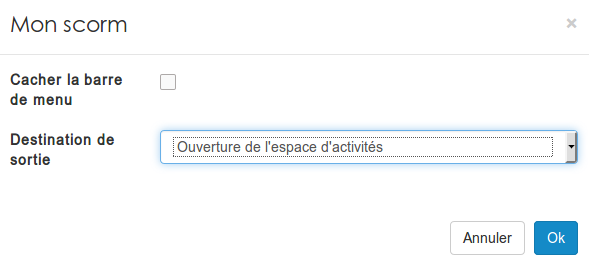 Mon scorm
×
Cacher la barre
de menu
Destination de
sortie
Ouverture de l'espace d'activités
Annuler
Ok